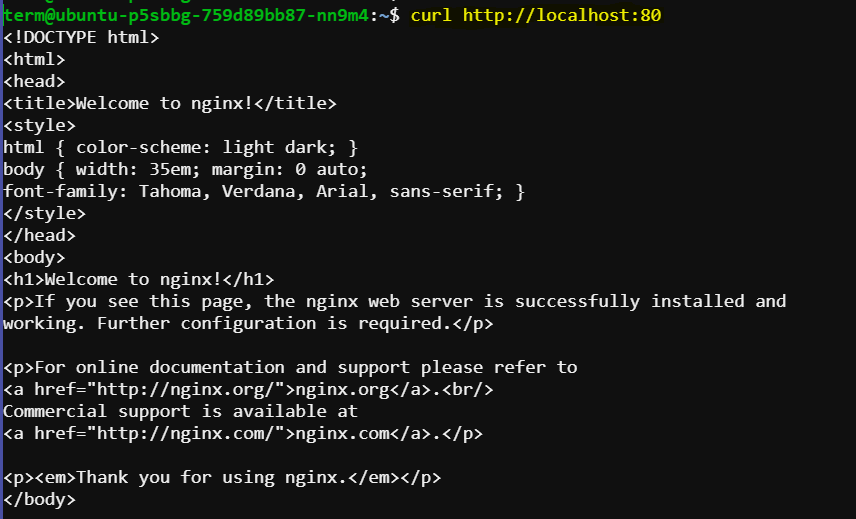 term@ubuntu-p5sbbg-759d89bb87-nn9m4:~$ curl http://localhost:80
<!DOCTYPE html>
<html>
<head>
<title>Welcome to nginx!</title>
<style>
html { color-scheme: light dark; }
body { width: 35em; margin: 0 auto;
font-family: Tahoma, Verdana, Arial, sans-serif; }
</style>
</head>
<body>
<h1>Welcome to nginx!</h1>
<p>If you see this page, the nginx web server is successfully installed and
working. Further configuration is required.</p>

<p>For online documentation and support please refer to
<a href="http://nginx.org/">nginx.org</a>.<br/>
Commercial support is available at
<a href="http://nginx.com/">nginx.com</a>.</p>

<p><em>Thank you for using nginx.</em></p>
</body>